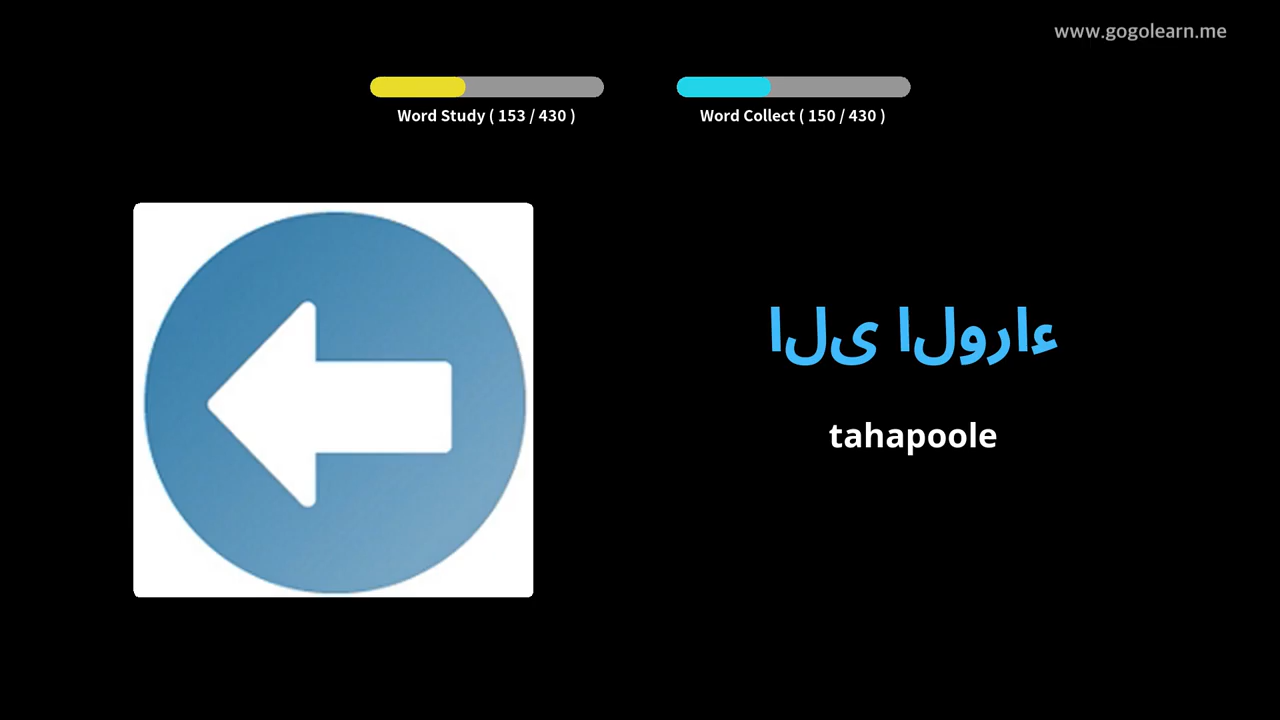 www.gogolearn.me
Word Study ( 153 / 430 )
Word Collect ( 150 / 430 )
الى الوراء
tahapoole